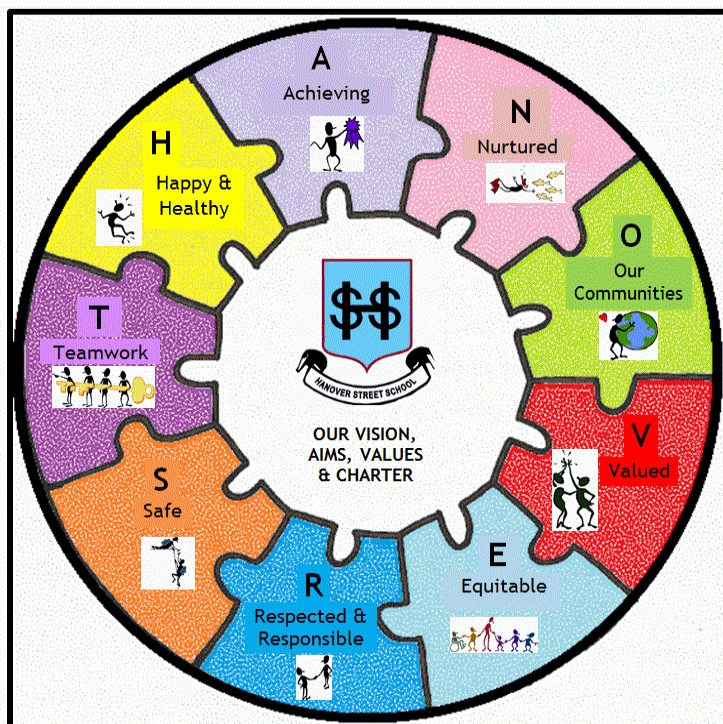 H
Happy &
Healthy
A
Achieving
N
Nurtured
O
Our
Communities
V
Valued
E
Equitable
R
Respected &
Responsible
S
Safe
T
Teamwork
SHS
HANOVER STREET SCHOOL
OUR VISION,
AIMS, VALUES
& CHARTER